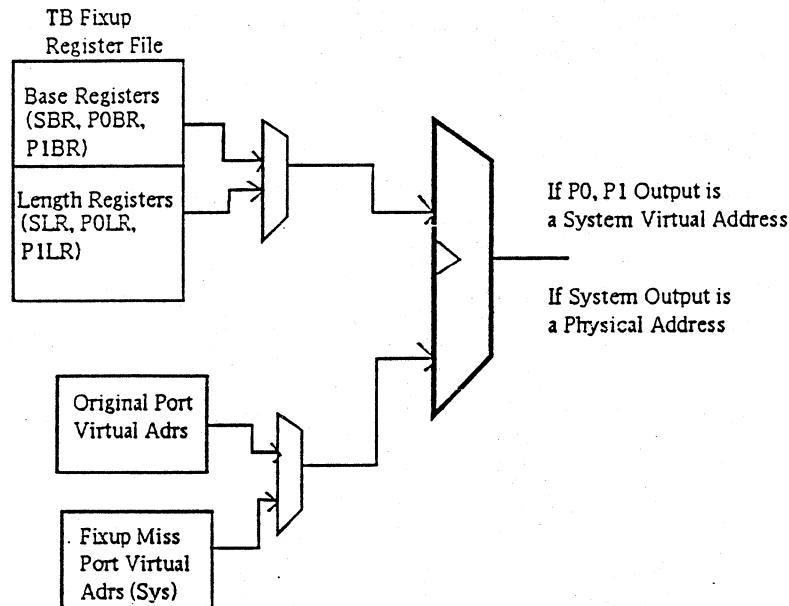 TB Fixup
Register File
Base Registers
(SBR, P0BR,
P1BR)
Length Registers
(SLR, P0LR,
P1LR)
If P0, P1 Output is
a System Virtual Address
If System Output is
a Physical Address
Original Port
Virtual Adrs
Fixup Miss
Port Virtual
Adrs (Sys)